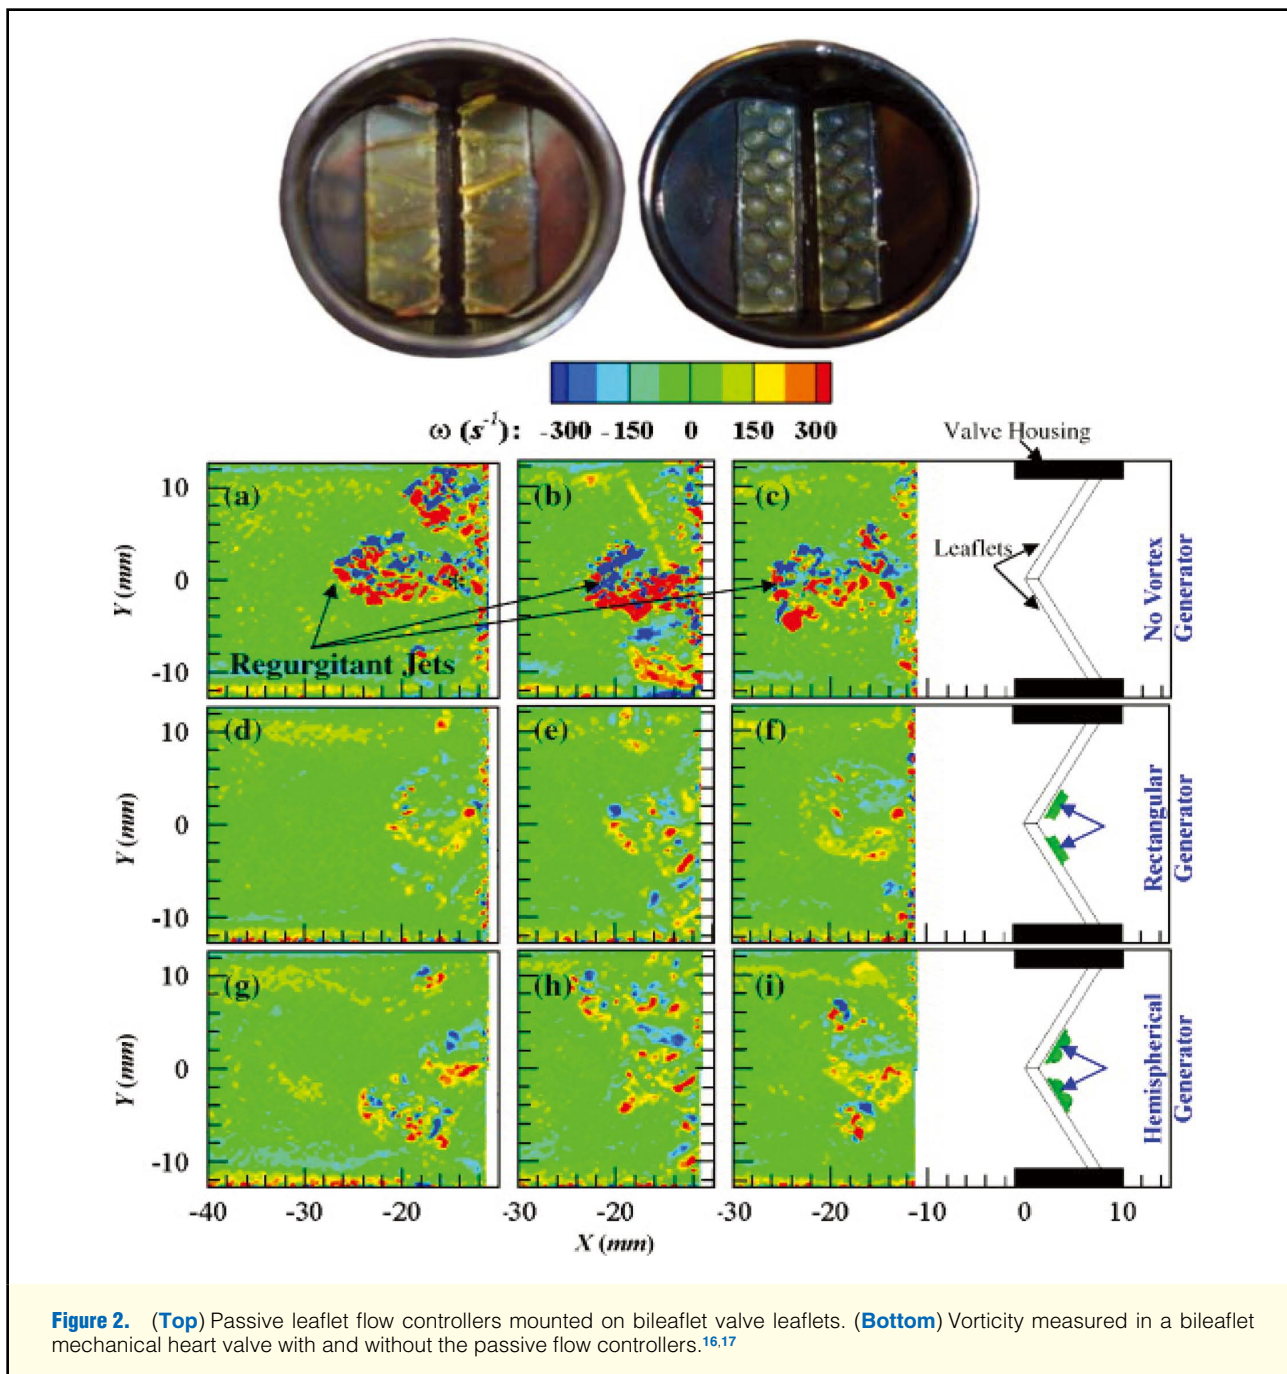 ω (s⁻¹): -300 -150 0 150 300
Valve Housing
(a) (b) (c)
10
0
-10
Y (mm)
*
Leaflets
Regurgitant Jets
No Vortex
Generator
(d) (e) (f)
10
0
-10
Y (mm)
Rectangular
Generator
(g) (h) (i)
10
0
-10
Y (mm)
Hemispherical
Generator
-40 -30 -20 -30 -20 -30 -20 -10 0 10
X (mm)
Figure 2. (Top) Passive leaflet flow controllers mounted on bileaflet valve leaflets. (Bottom) Vorticity measured in a bileaflet
mechanical heart valve with and without the passive flow controllers.16,17